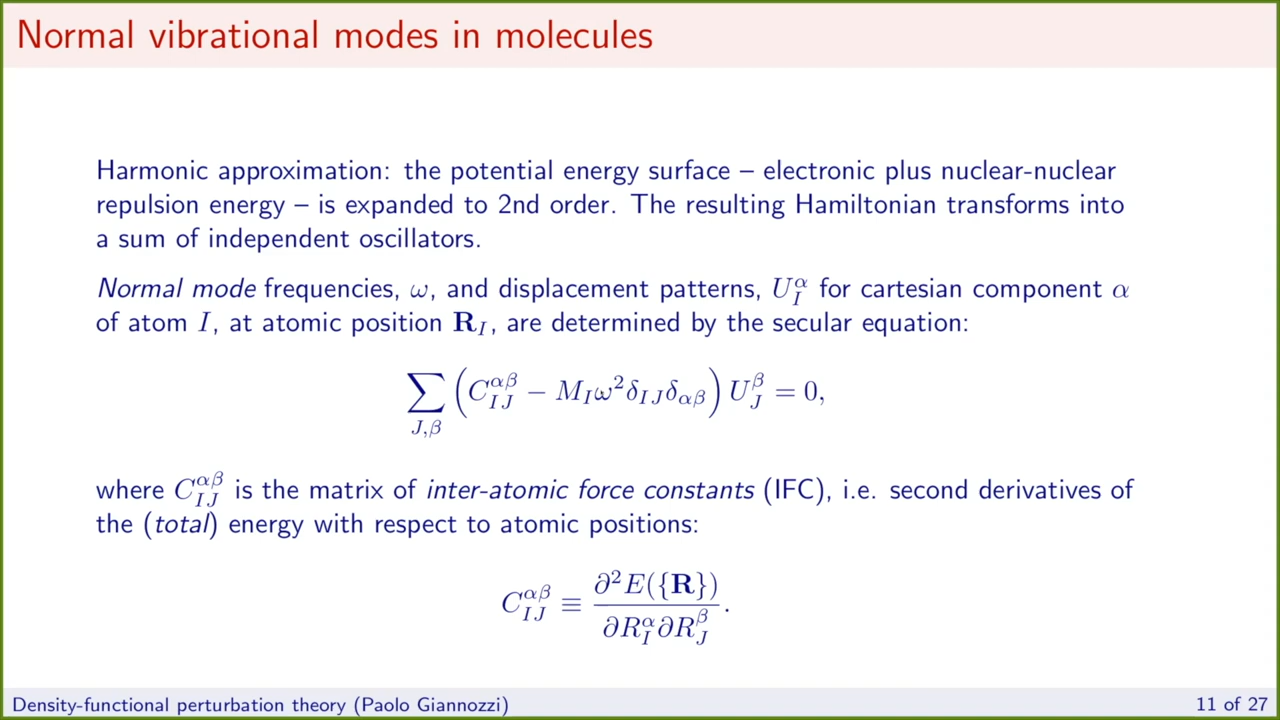 Normal vibrational modes in molecules
Harmonic approximation: the potential energy surface – electronic plus nuclear-nuclear
repulsion energy – is expanded to 2nd order. The resulting Hamiltonian transforms into
a sum of independent oscillators.
Normal mode frequencies, ω, and displacement patterns, U_I^α for cartesian component α
of atom I, at atomic position R_I, are determined by the secular equation:
∑_{J,β} (C_{IJ}^{αβ} − M_I ω² δ_{IJ} δ_{αβ}) U_J^β = 0,
where C_{IJ}^{αβ} is the matrix of inter-atomic force constants (IFC), i.e. second derivatives of
the (total) energy with respect to atomic positions:
C_{IJ}^{αβ} ≡ ∂²E({R}) / ∂R_I^α ∂R_J^β .
Density-functional perturbation theory (Paolo Giannozzi) 11 of 27